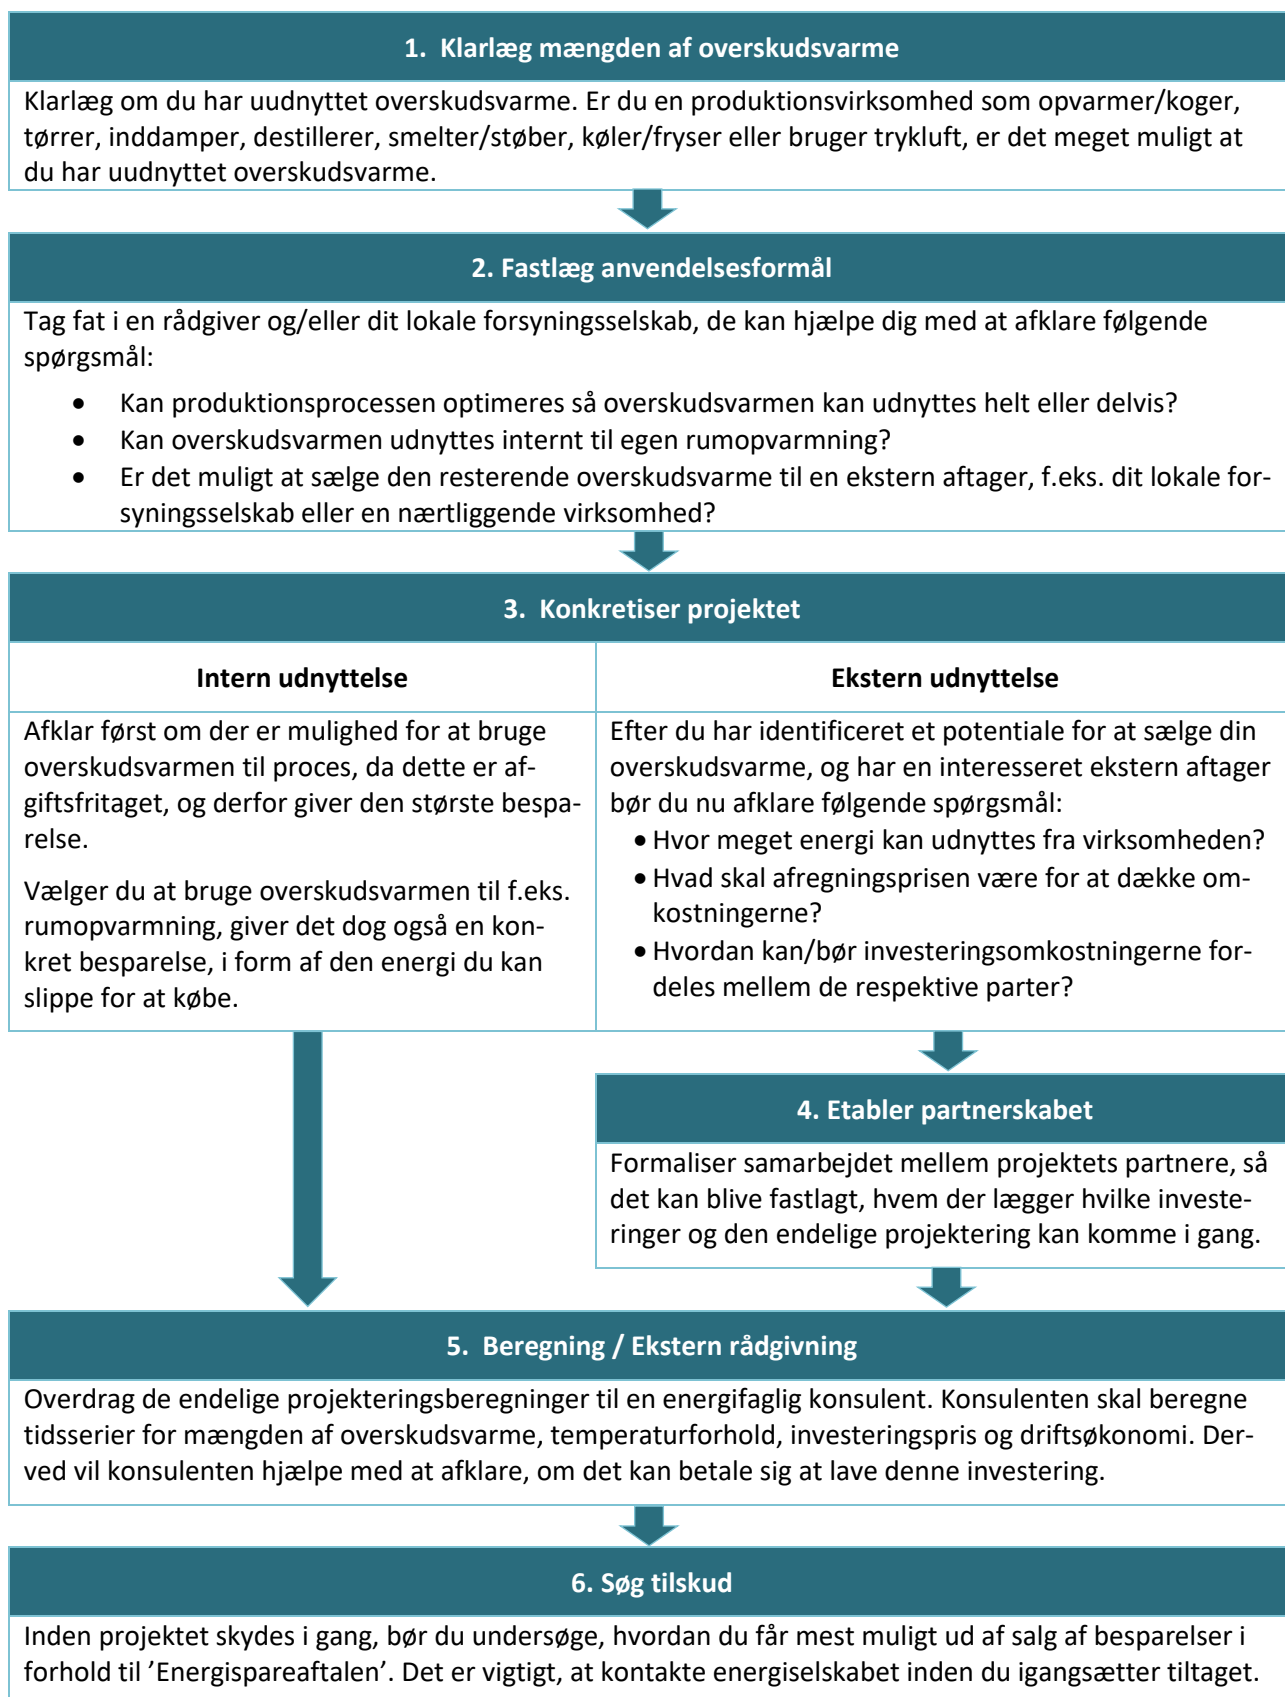 1. Klarlæg mængden af overskudsvarme
Klarlæg om du har uudnyttet overskudsvarme. Er du en produktionsvirksomhed som opvarmer/koger,
tørrer, inddamper, destillerer, smelter/støber, køler/fryser eller bruger trykluft, er det meget muligt at
du har uudnyttet overskudsvarme.
2. Fastlæg anvendelsesformål
Tag fat i en rådgiver og/eller dit lokale forsyningsselskab, de kan hjælpe dig med at afklare følgende
spørgsmål:
• Kan produktionsprocessen optimeres så overskudsvarmen kan udnyttes helt eller delvis?
• Kan overskudsvarmen udnyttes internt til egen rumopvarmning?
• Er det muligt at sælge den resterende overskudsvarme til en ekstern aftager, f.eks. dit lokale for-
syningsselskab eller en nærtliggende virksomhed?
3. Konkretiser projektet
Intern udnyttelse
Afklar først om der er mulighed for at bruge
overskudsvarmen til proces, da dette er af-
giftsfritaget, og derfor giver den største bespa-
relse.
Vælger du at bruge overskudsvarmen til f.eks.
rumopvarmning, giver det dog også en kon-
kret besparelse, i form af den energi du kan
slippe for at købe.
Ekstern udnyttelse
Efter du har identificeret et potentiale for at sælge din
overskudsvarme, og har en interesseret ekstern aftager
bør du nu afklare følgende spørgsmål:
• Hvor meget energi kan udnyttes fra virksomheden?
• Hvad skal afregningsprisen være for at dække om-
kostningerne?
• Hvordan kan/bør investeringsomkostningerne for-
deles mellem de respektive parter?
4. Etabler partnerskabet
Formaliser samarbejdet mellem projektets partnere, så
det kan blive fastlagt, hvem der lægger hvilke investe-
ringer og den endelige projektering kan komme i gang.
5. Beregning / Ekstern rådgivning
Overdrag de endelige projekteringsberegninger til en energifaglig konsulent. Konsulenten skal beregne
tidsserier for mængden af overskudsvarme, temperaturforhold, investeringspris og driftsøkonomi. Der-
ved vil konsulenten hjælpe med at afklare, om det kan betale sig at lave denne investering.
6. Søg tilskud
Inden projektet skydes i gang, bør du undersøge, hvordan du får mest muligt ud af salg af besparelser i
forhold til ’Energispareaftalen’. Det er vigtigt, at kontakte energiselskabet inden du igangsætter tiltaget.